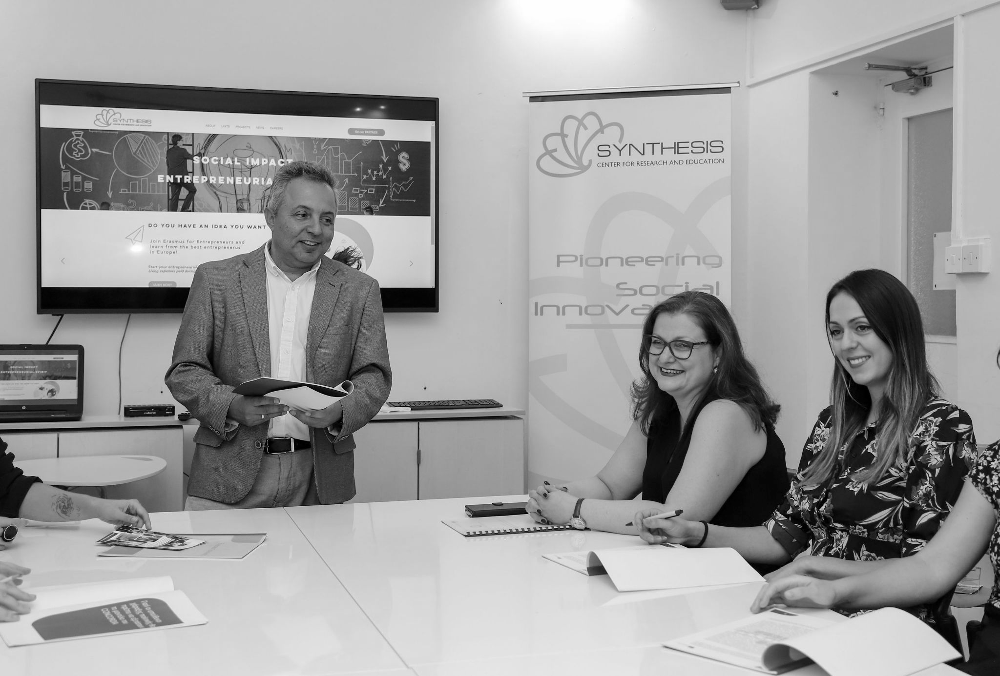 SYNTHESIS
CENTER FOR RESEARCH AND EDUCATION
ABOUT UNITS PROJECTS NEWS CAREERS
Be our PARTNER
SOCIAL IMPACT
ENTREPRENEURIA
DO YOU HAVE AN IDEA YOU WANT
Join Erasmus for Entrepreneurs and
learn from the best entreprenerus
in Europe!
Start your entrepreneurial
Living expenses paid during
LEARN MORE!
SYNTHESIS
CENTER FOR RESEARCH AND EDUCATION
Pioneering
Social
Innova
SOCIAL IMPACT
ENTREPRENEURIAL SPIRIT
hp